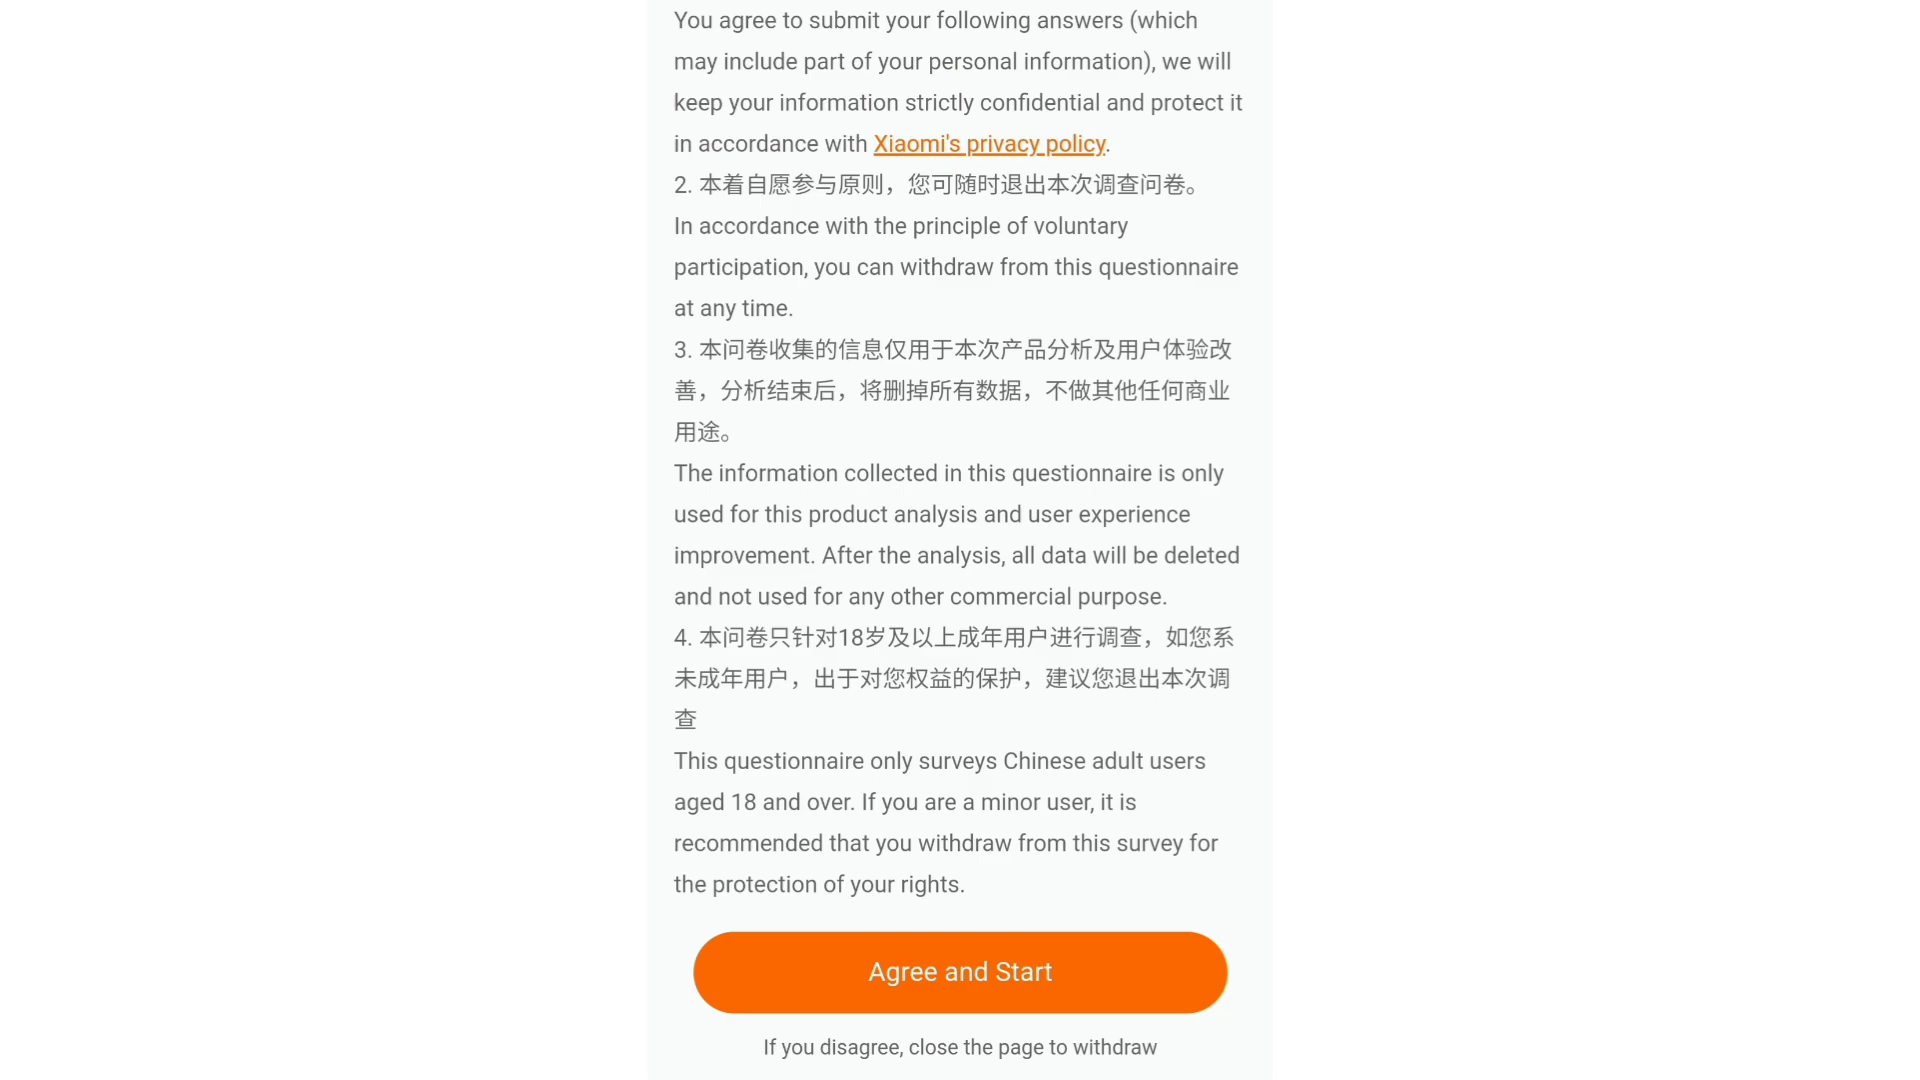 You agree to submit your following answers (which
may include part of your personal information), we will
keep your information strictly confidential and protect it
in accordance with Xiaomi's privacy policy.
2. 本着自愿参与原则，您可随时退出本次调查问卷。
In accordance with the principle of voluntary
participation, you can withdraw from this questionnaire
at any time.
3. 本问卷收集的信息仅用于本次产品分析及用户体验改
善，分析结束后，将删掉所有数据，不做其他任何商业
用途。
The information collected in this questionnaire is only
used for this product analysis and user experience
improvement. After the analysis, all data will be deleted
and not used for any other commercial purpose.
4. 本问卷只针对18岁及以上成年用户进行调查，如您系
未成年用户，出于对您权益的保护，建议您退出本次调
查
This questionnaire only surveys Chinese adult users
aged 18 and over. If you are a minor user, it is
recommended that you withdraw from this survey for
the protection of your rights.
Agree and Start
If you disagree, close the page to withdraw